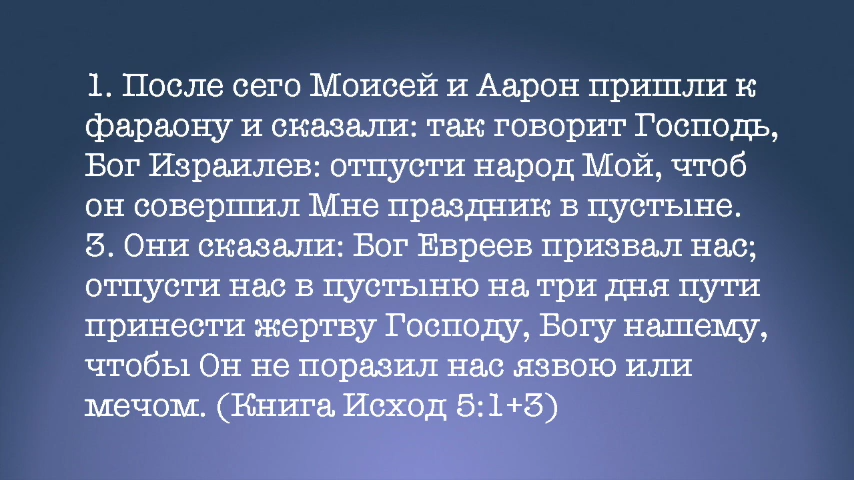 1. После сего Моисей и Аарон пришли к
фараону и сказали: так говорит Господь,
Бог Израилев: отпусти народ Мой, чтоб
он совершил Мне праздник в пустыне.
3. Они сказали: Бог Евреев призвал нас;
отпусти нас в пустыню на три дня пути
принести жертву Господу, Богу нашему,
чтобы Он не поразил нас язвою или
мечом. (Книга Исход 5:1+3)